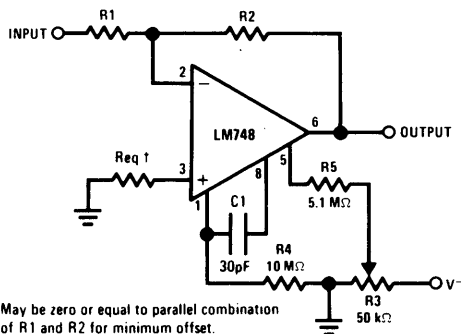 R1
R2
INPUT
2
−
LM748
6
OUTPUT
Req †
3
+
1
8
5
R5
5.1 MΩ
C1
30pF
R4
10 MΩ
V−
R3
50 kΩ
May be zero or equal to parallel combination
of R1 and R2 for minimum offset.